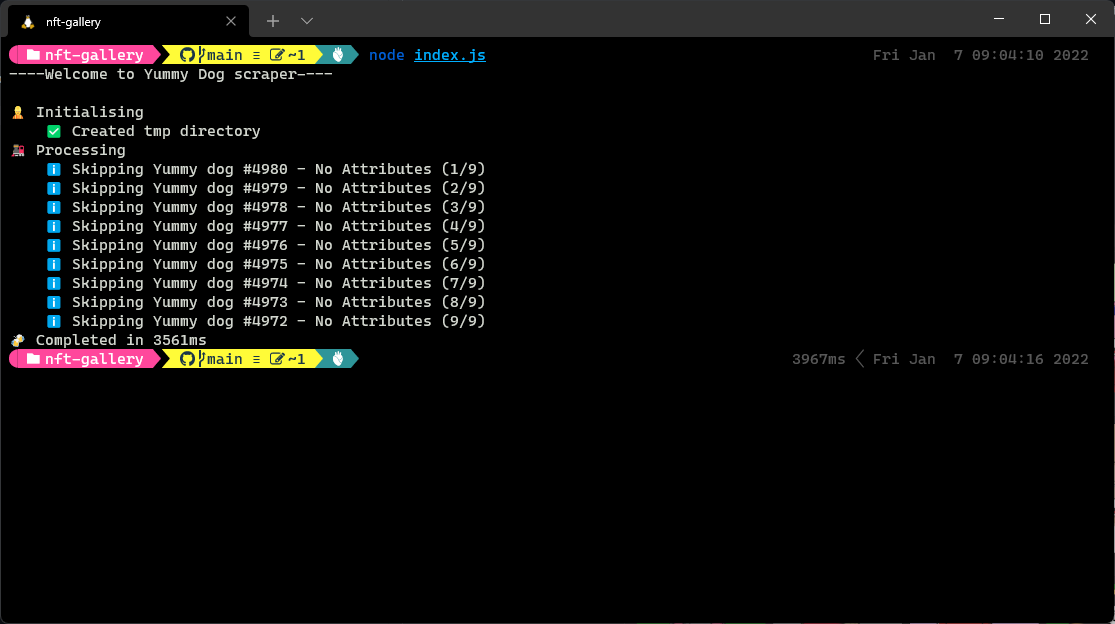 nft-gallery
nft-gallery main ≡ ~1 node index.js Fri Jan 7 09:04:10 2022
----Welcome to Yummy Dog scraper----
Initialising
Created tmp directory
Processing
Skipping Yummy dog #4980 - No Attributes (1/9)
Skipping Yummy dog #4979 - No Attributes (2/9)
Skipping Yummy dog #4978 - No Attributes (3/9)
Skipping Yummy dog #4977 - No Attributes (4/9)
Skipping Yummy dog #4976 - No Attributes (5/9)
Skipping Yummy dog #4975 - No Attributes (6/9)
Skipping Yummy dog #4974 - No Attributes (7/9)
Skipping Yummy dog #4973 - No Attributes (8/9)
Skipping Yummy dog #4972 - No Attributes (9/9)
Completed in 3561ms
nft-gallery main ≡ ~1 3967ms Fri Jan 7 09:04:16 2022